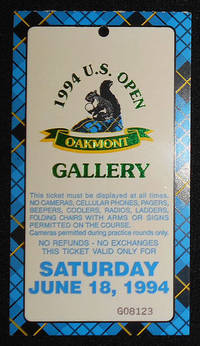 1994 U.S. OPEN
OAKMONT
GALLERY
This ticket must be displayed at all times.
NO CAMERAS, CELLULAR PHONES, PAGERS,
BEEPERS, COOLERS, RADIOS, LADDERS,
FOLDING CHAIRS WITH ARMS OR SIGNS
PERMITTED ON THE COURSE.
Cameras permitted during practice rounds only.
NO REFUNDS - NO EXCHANGES
THIS TICKET VALID ONLY FOR
SATURDAY
JUNE 18, 1994
G08123